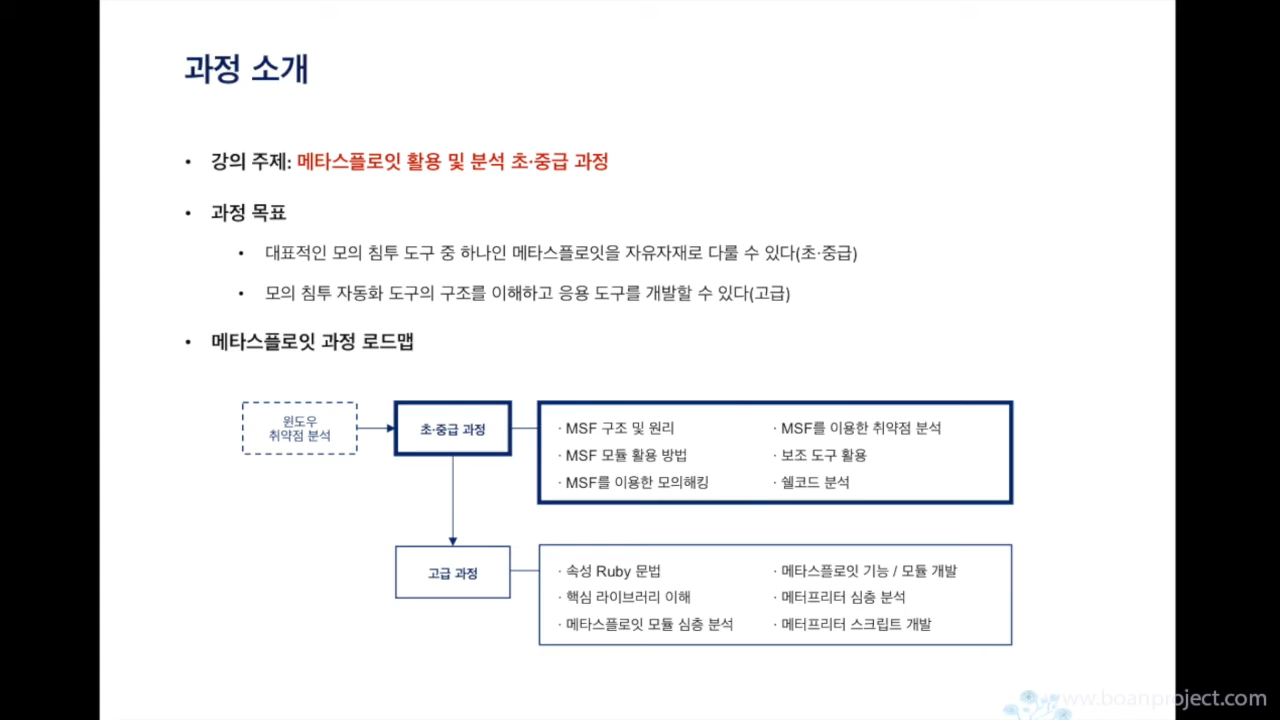 과정 소개
• 강의 주제: 메타스플로잇 활용 및 분석 초·중급 과정
• 과정 목표
• 대표적인 모의 침투 도구 중 하나인 메타스플로잇을 자유자재로 다룰 수 있다(초·중급)
• 모의 침투 자동화 도구의 구조를 이해하고 응용 도구를 개발할 수 있다(고급)
• 메타스플로잇 과정 로드맵
윈도우
취약점 분석
초·중급 과정
· MSF 구조 및 원리
· MSF 모듈 활용 방법
· MSF를 이용한 모의해킹
· MSF를 이용한 취약점 분석
· 보조 도구 활용
· 쉘코드 분석
고급 과정
· 속성 Ruby 문법
· 핵심 라이브러리 이해
· 메타스플로잇 모듈 심층 분석
· 메타스플로잇 기능 / 모듈 개발
· 메터프리터 심층 분석
· 메터프리터 스크립트 개발
www.boanproject.com